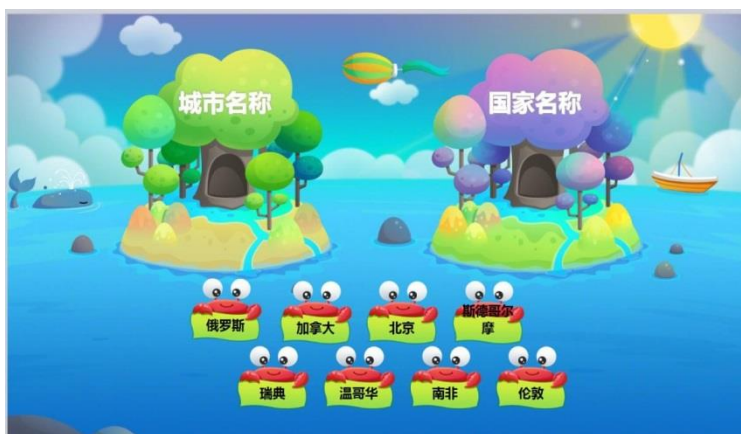 城市名称
国家名称
俄罗斯
加拿大
北京
斯德哥尔
摩
瑞典
温哥华
南非
伦敦